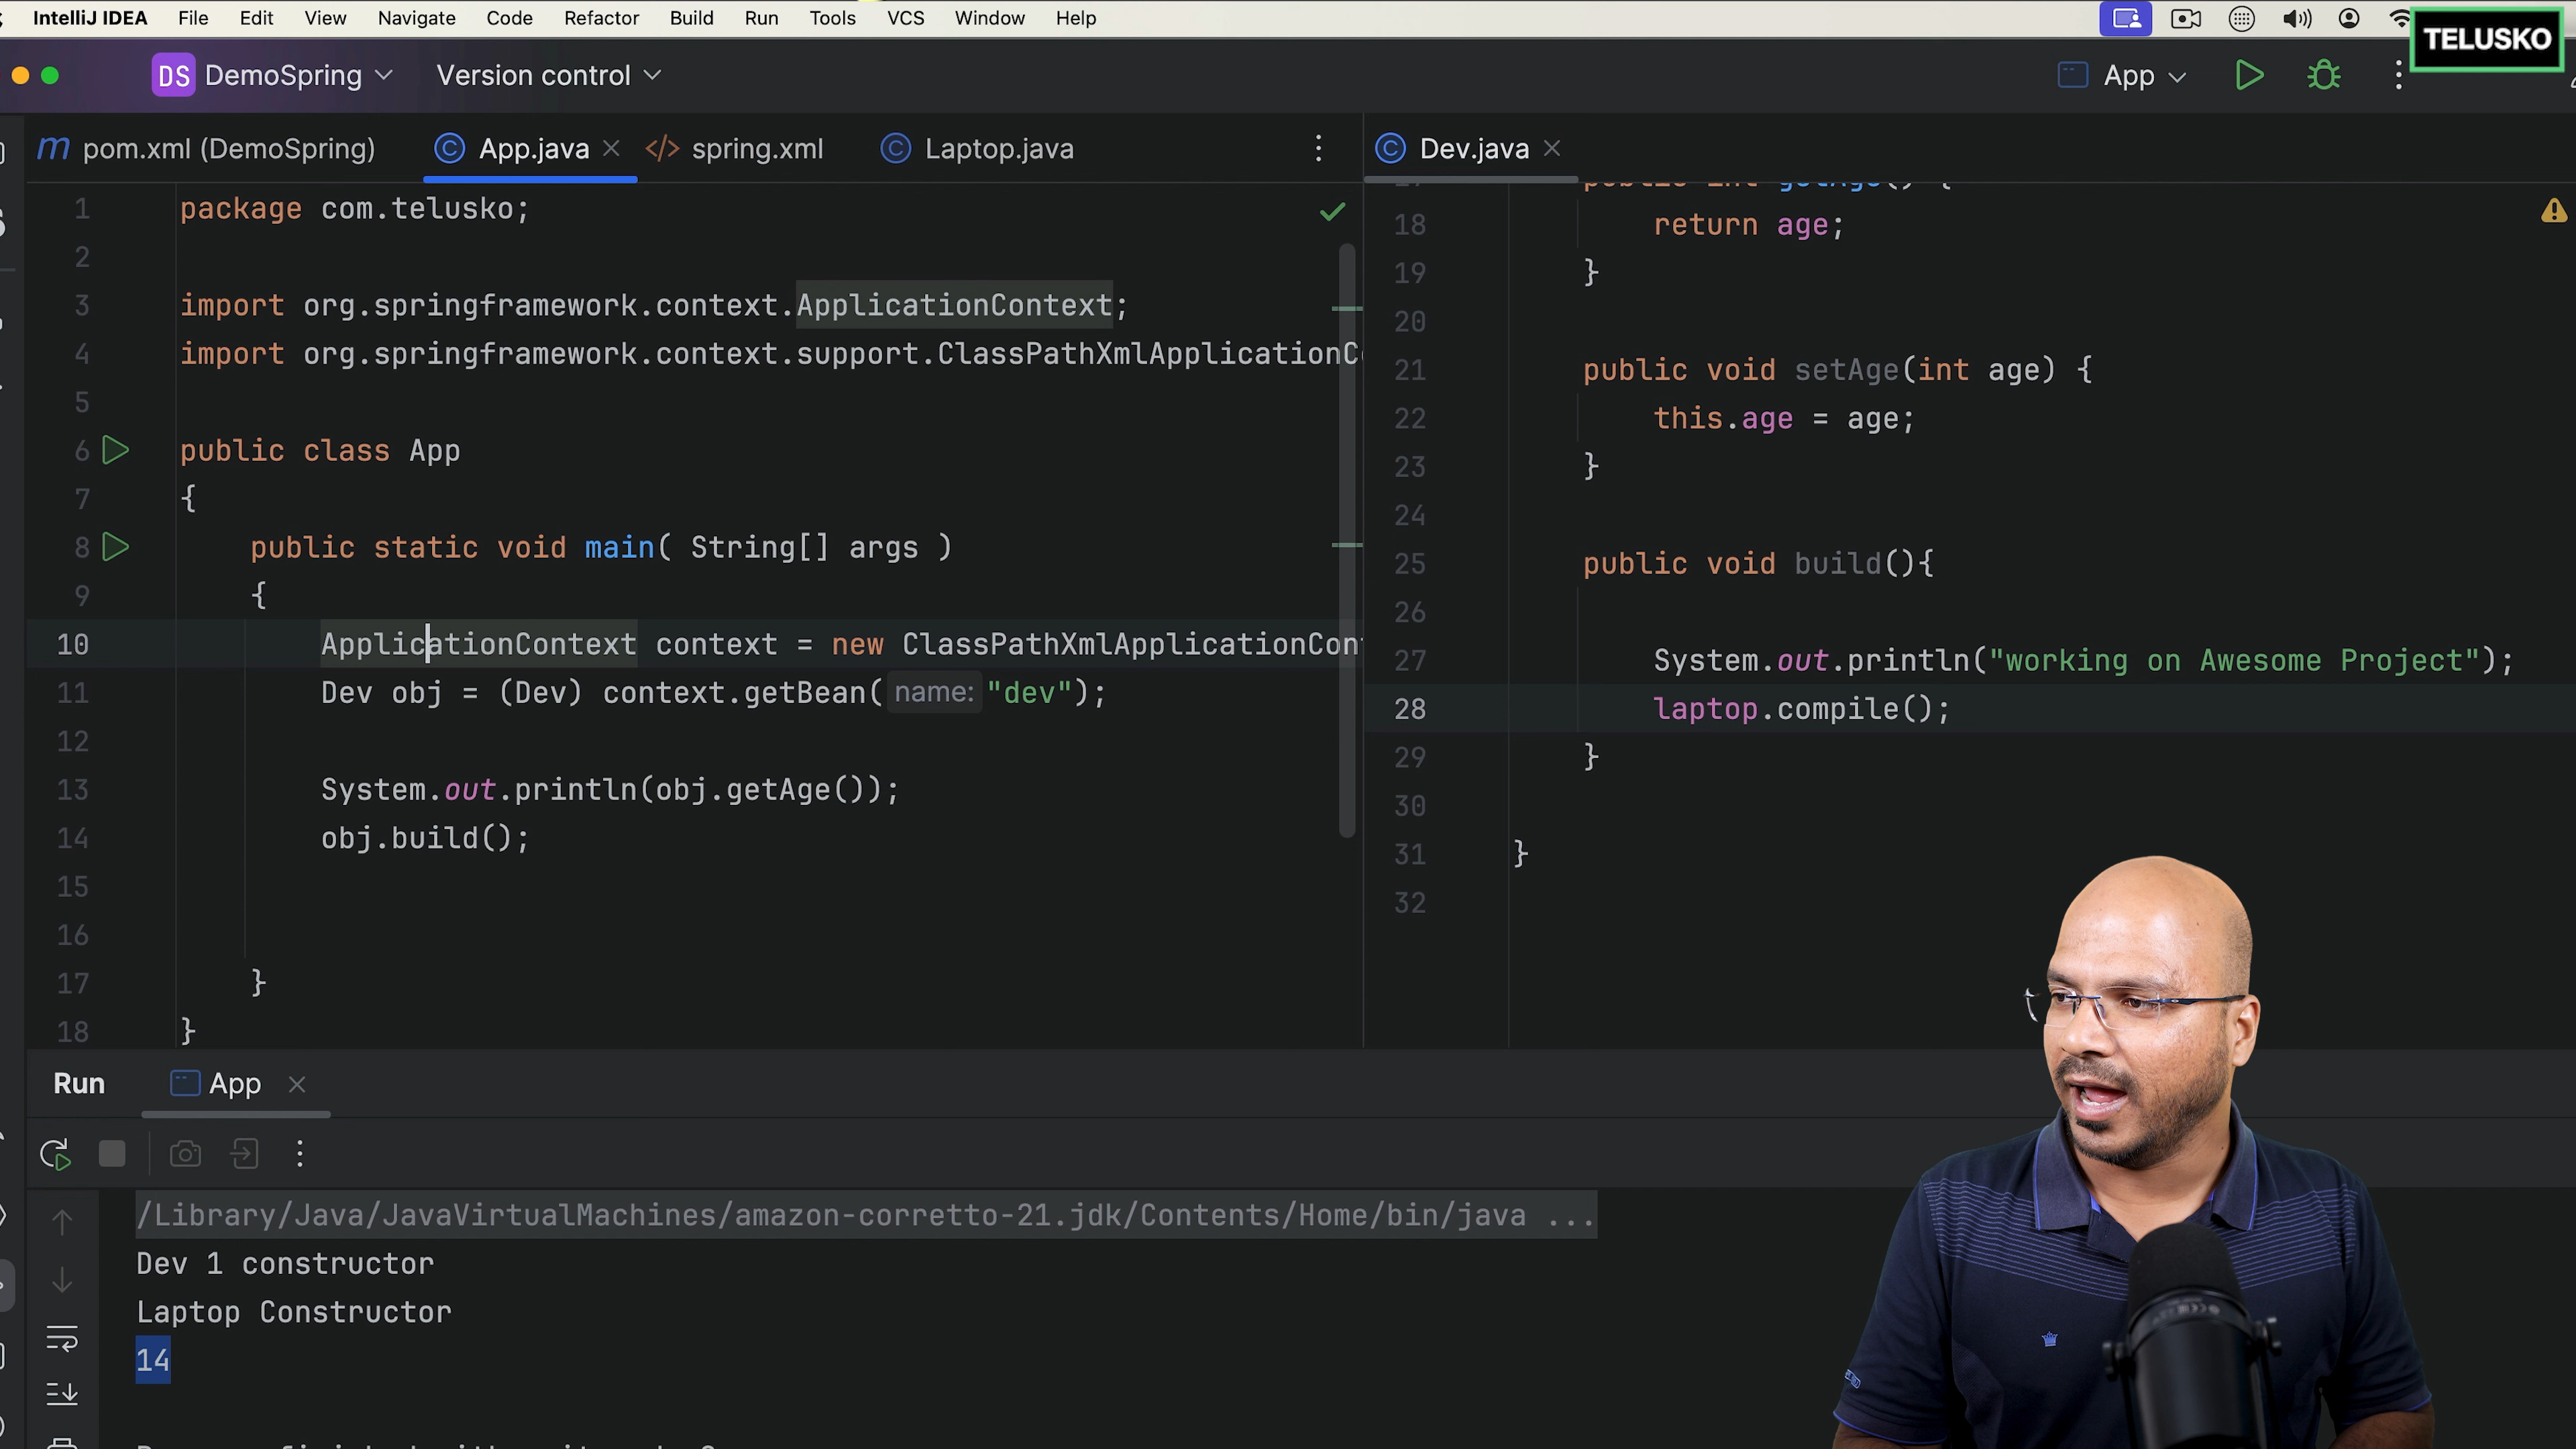 IntelliJ IDEA File Edit View Navigate Code Refactor Build Run Tools VCS Window Help
TELUSKO
DS DemoSpring Version control App
pom.xml (DemoSpring) App.java spring.xml Laptop.java
1 package com.telusko;
2
3 import org.springframework.context.ApplicationContext;
4 import org.springframework.context.support.ClassPathXmlApplicationC
5
6 public class App
7 {
8 public static void main( String[] args )
9 {
10 ApplicationContext context = new ClassPathXmlApplicationCon
11 Dev obj = (Dev) context.getBean( name: "dev");
12
13 System.out.println(obj.getAge());
14 obj.build();
15
16
17 }
18 }
Dev.java
17 public int getAge() {
18 return age;
19 }
20
21 public void setAge(int age) {
22 this.age = age;
23 }
24
25 public void build(){
26
27 System.out.println("working on Awesome Project");
28 laptop.compile();
29 }
30
31 }
32
Run App
/Library/Java/JavaVirtualMachines/amazon-corretto-21.jdk/Contents/Home/bin/java ...
Dev 1 constructor
Laptop Constructor
14